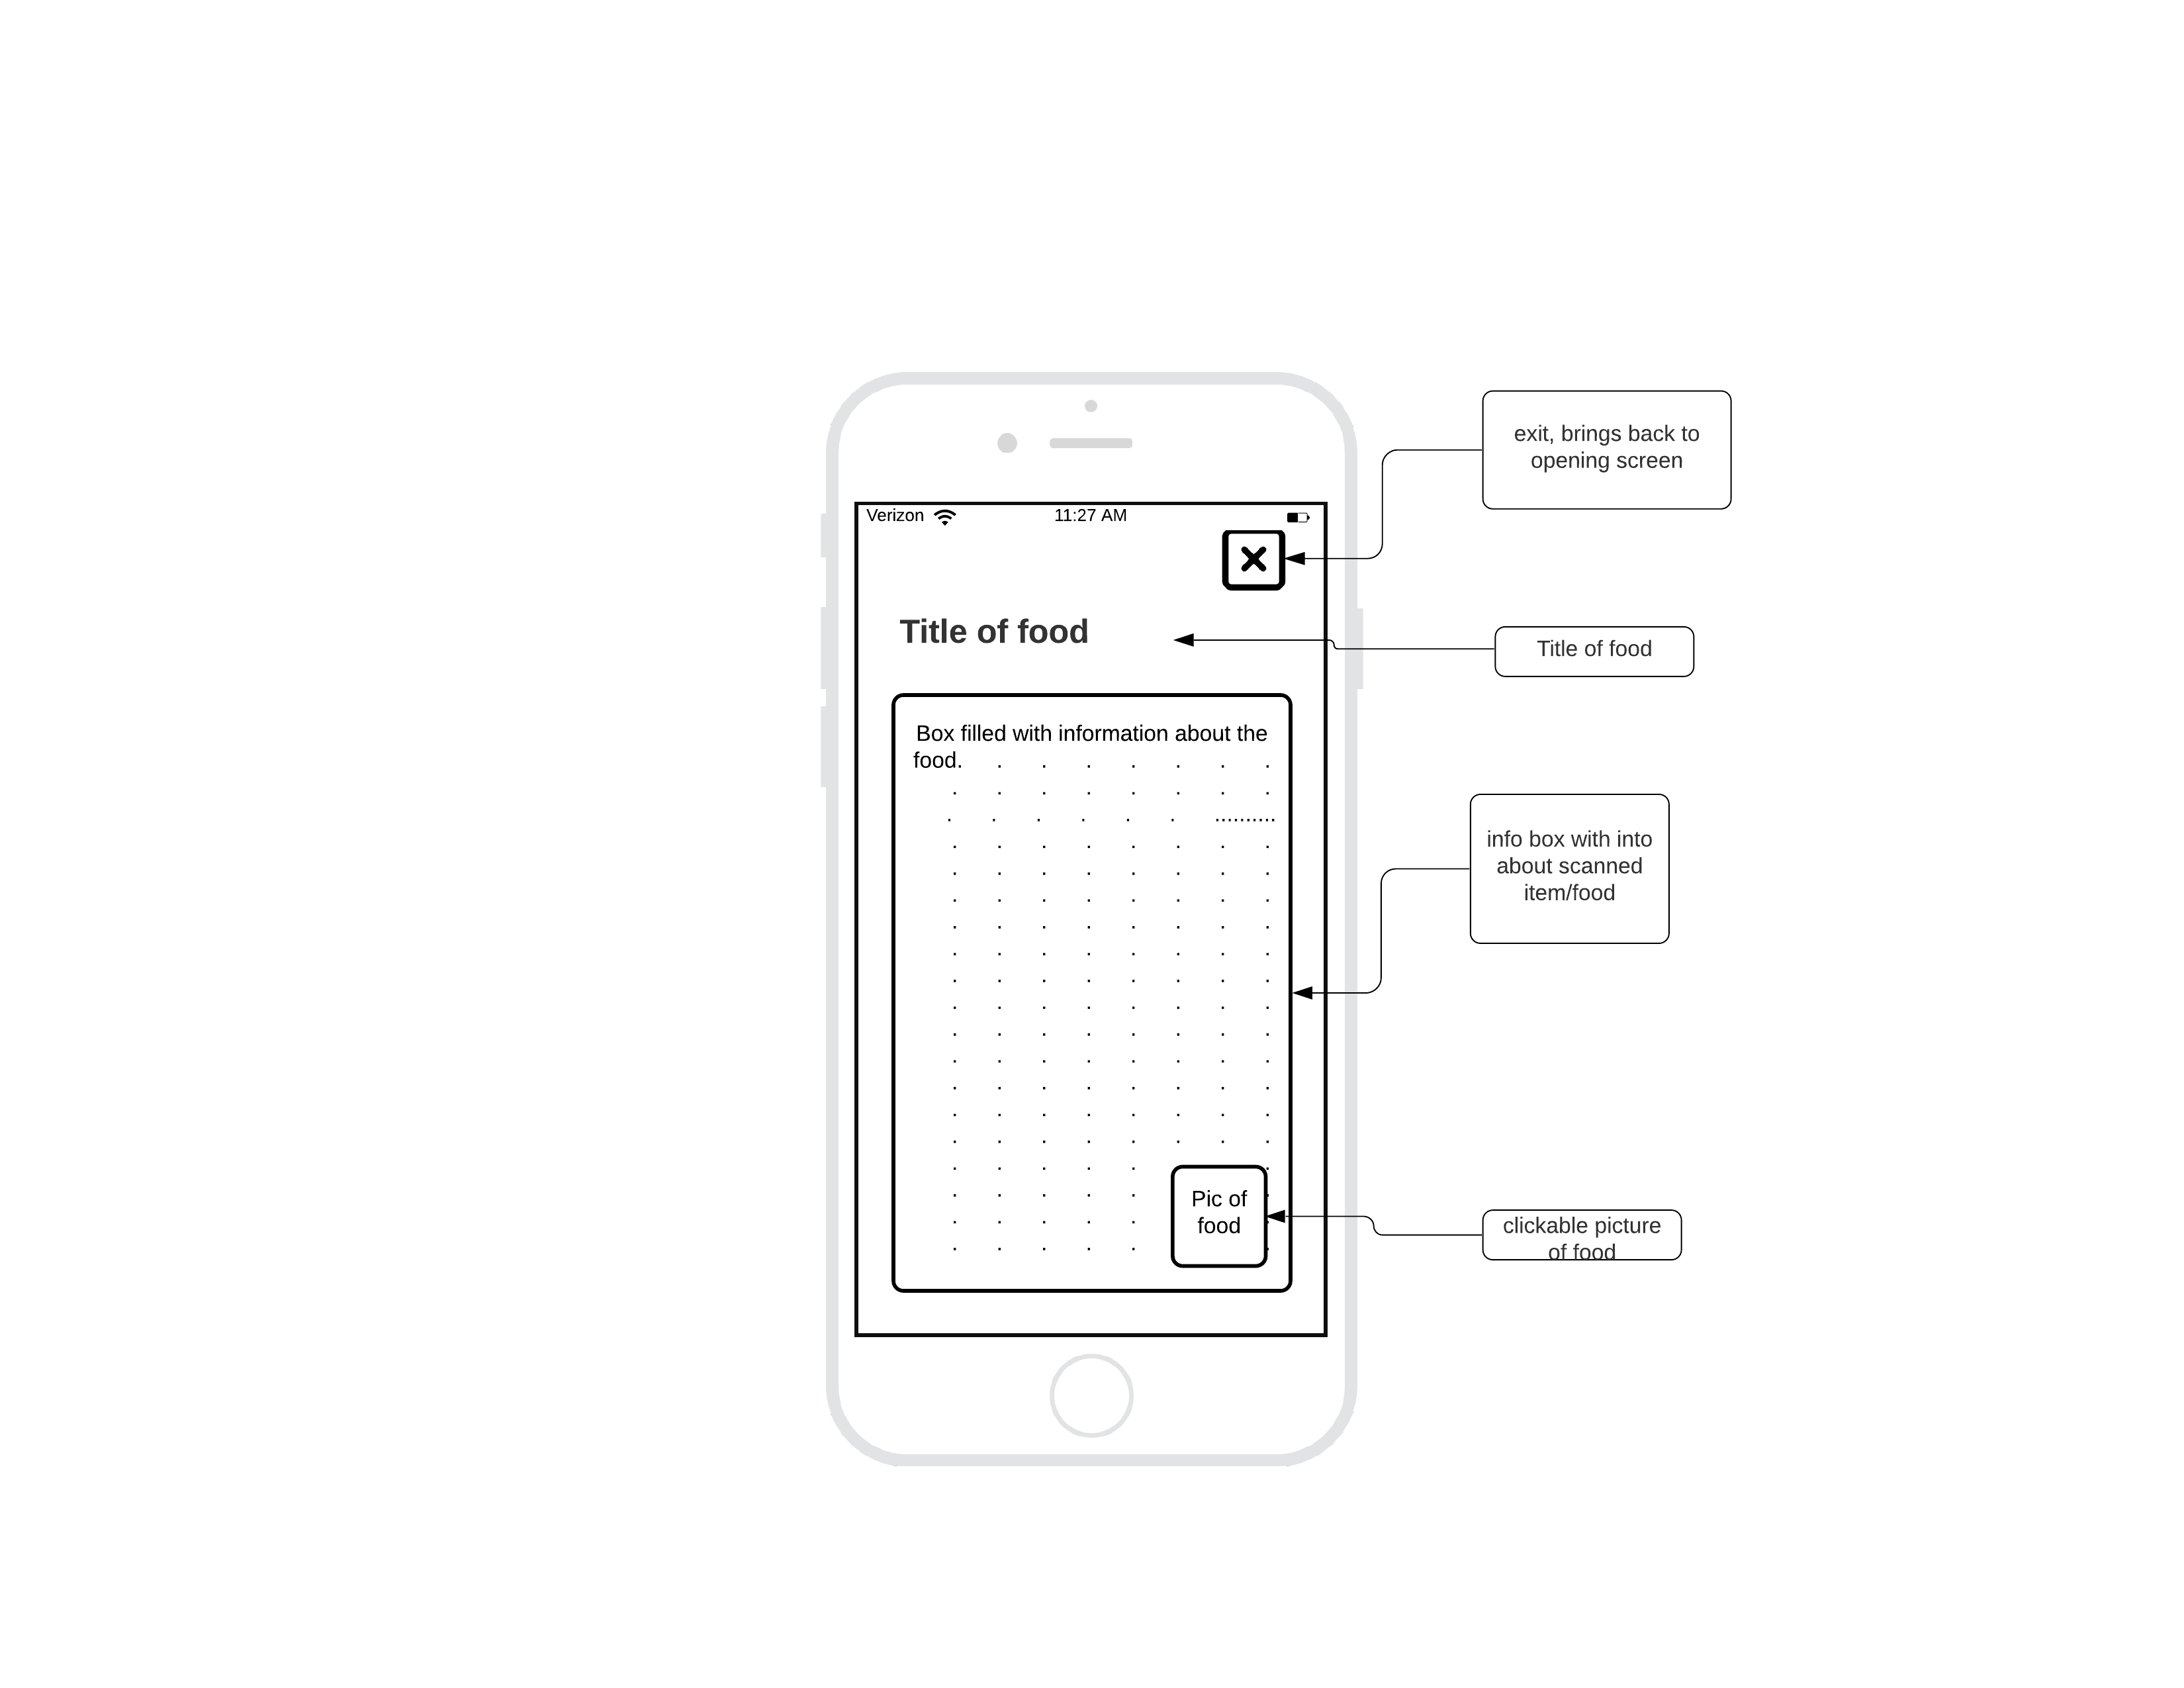 exit, brings back to
opening screen
Verizon 11:27 AM
Title of food
Title of food
Box filled with information about the
food. . . . . . . .
. . . . . . . .
. . . . . . ..........
. . . . . . . .
. . . . . . . .
. . . . . . . .
. . . . . . . .
. . . . . . . .
. . . . . . . .
. . . . . . . .
. . . . . . . .
. . . . . . . .
. . . . . . . .
. . . . . . . .
. . . . . . . .
. . . . . .
. . . . . .
. . . . .
. . . . .
info box with into
about scanned
item/food
Pic of
food
clickable picture
of food